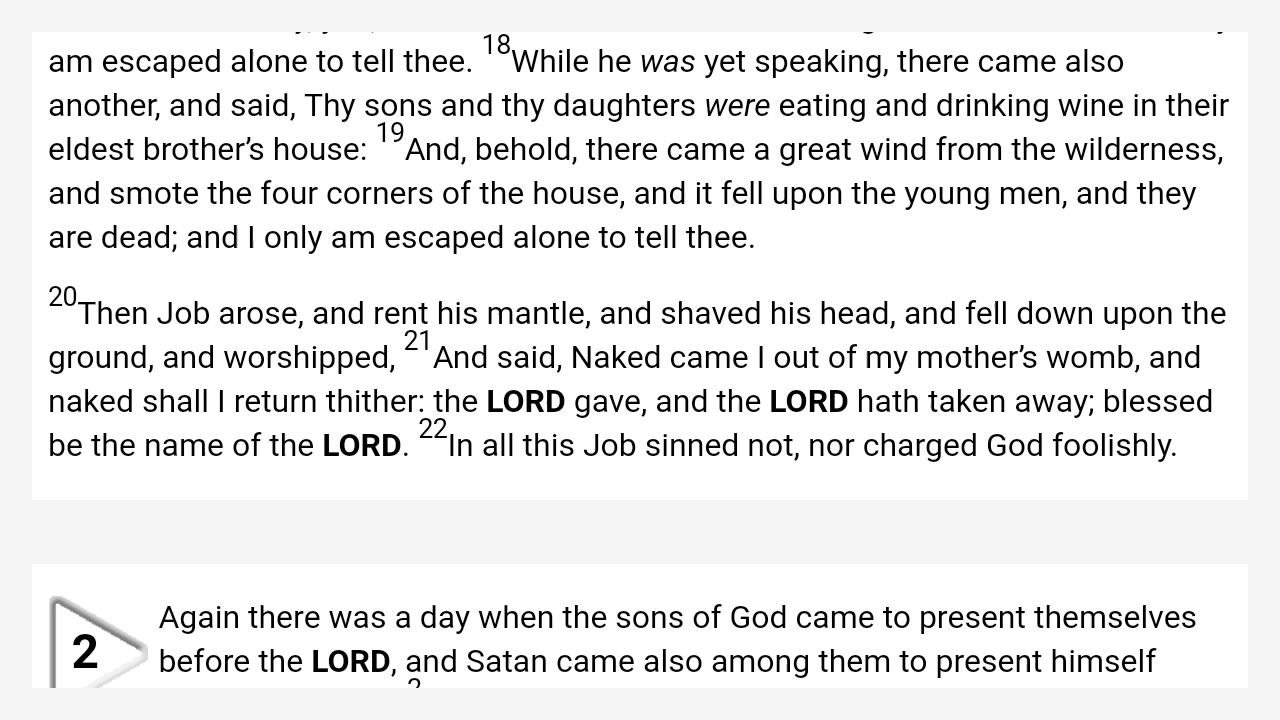 am escaped alone to tell thee. 18While he was yet speaking, there came also
another, and said, Thy sons and thy daughters were eating and drinking wine in their
eldest brother’s house: 19And, behold, there came a great wind from the wilderness,
and smote the four corners of the house, and it fell upon the young men, and they
are dead; and I only am escaped alone to tell thee.
20Then Job arose, and rent his mantle, and shaved his head, and fell down upon the
ground, and worshipped, 21And said, Naked came I out of my mother’s womb, and
naked shall I return thither: the LORD gave, and the LORD hath taken away; blessed
be the name of the LORD. 22In all this Job sinned not, nor charged God foolishly.
2
Again there was a day when the sons of God came to present themselves
before the LORD, and Satan came also among them to present himself